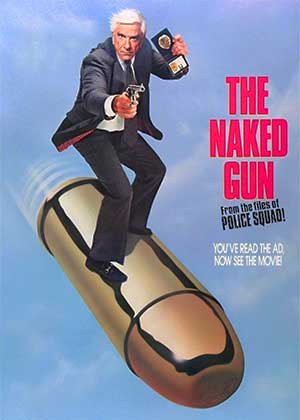 THE
NAKED
GUN
From the files of
POLICE SQUAD!
YOU'VE READ THE AD,
NOW SEE THE MOVIE!